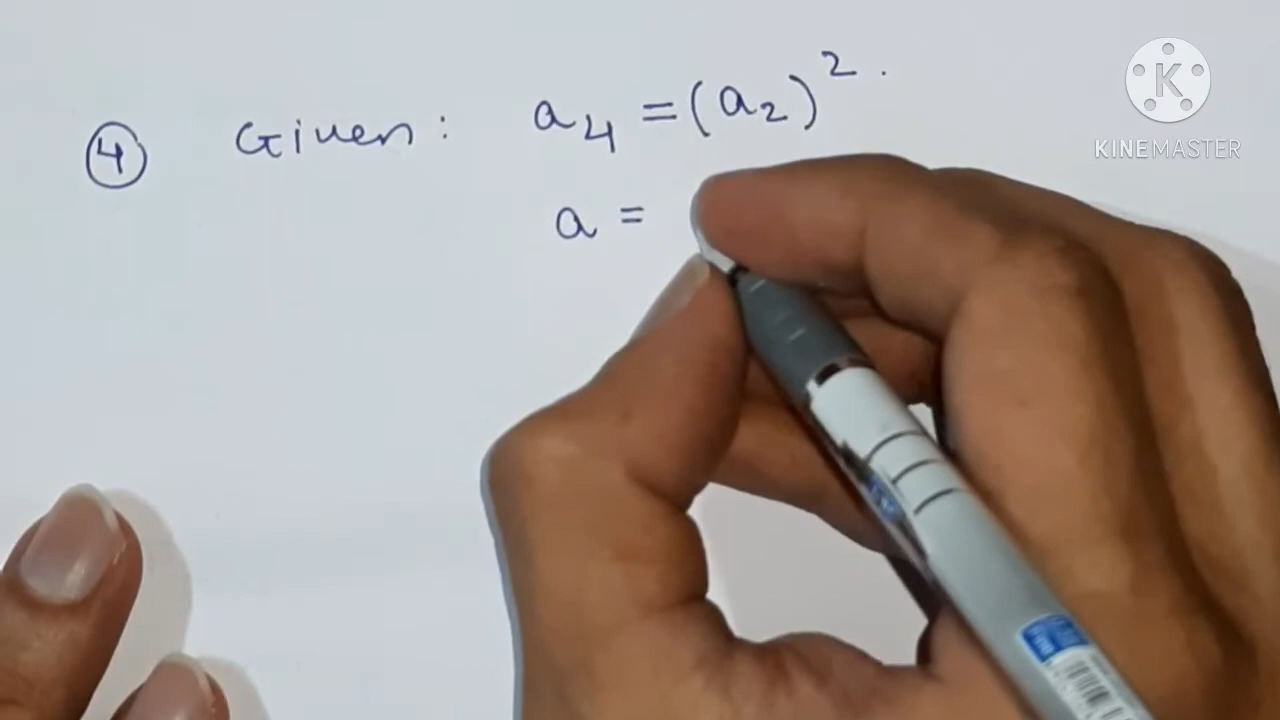 ④ Given: a₄ = (a₂)².
a =
K
KINEMASTER